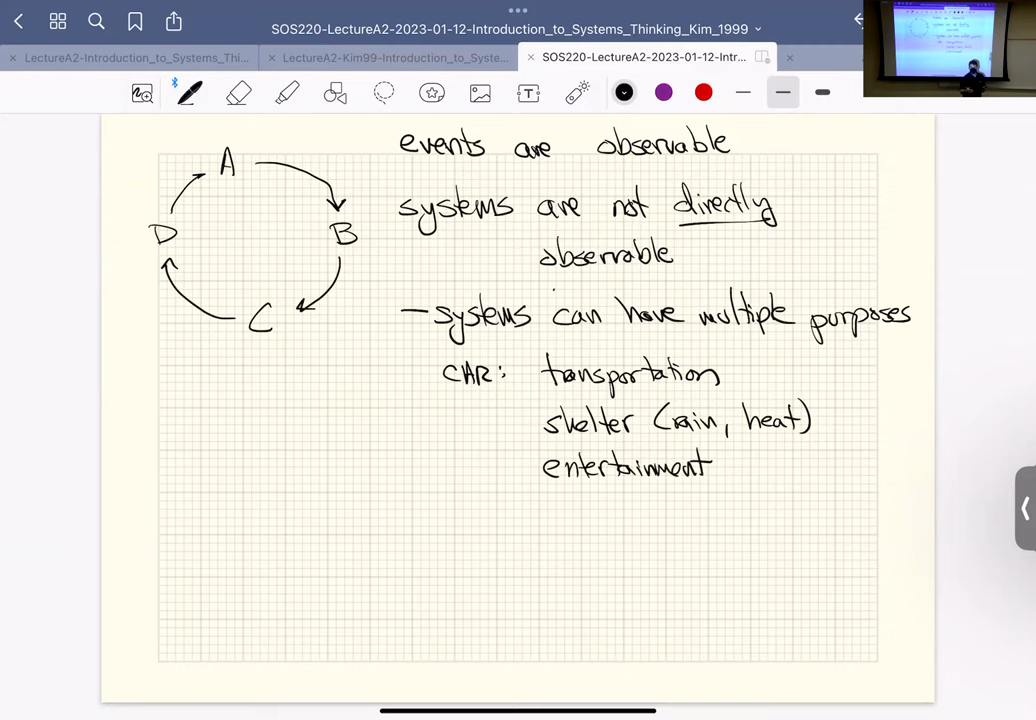 SOS220-LectureA2-2023-01-12-Introduction_to_Systems_Thinking_Kim_1999
LectureA2-Introduction_to_Systems_Thi...
LectureA2-Kim99-Introduction_to_Syste...
SOS220-LectureA2-2023-01-12-Intr...
events are observable
A
systems are not directly
D
B
observable
C
- systems can have multiple purposes
CAR: transportation
shelter (rain, heat)
entertainment